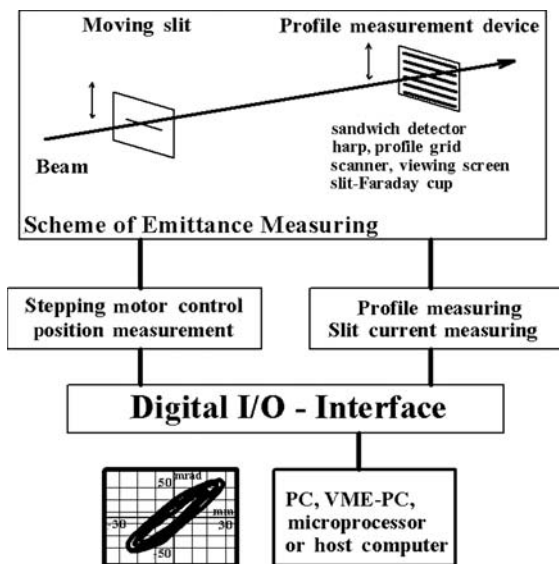 Moving slit
Profile measurement device
Beam
sandwich detector
harp, profile grid
scanner, viewing screen
slit-Faraday cup
Scheme of Emittance Measuring
Stepping motor control
position measurement
Profile measuring
Slit current measuring
Digital I/O - Interface
mrad
50
mm
-30
30
-50
PC, VME-PC,
microprocessor
or host computer